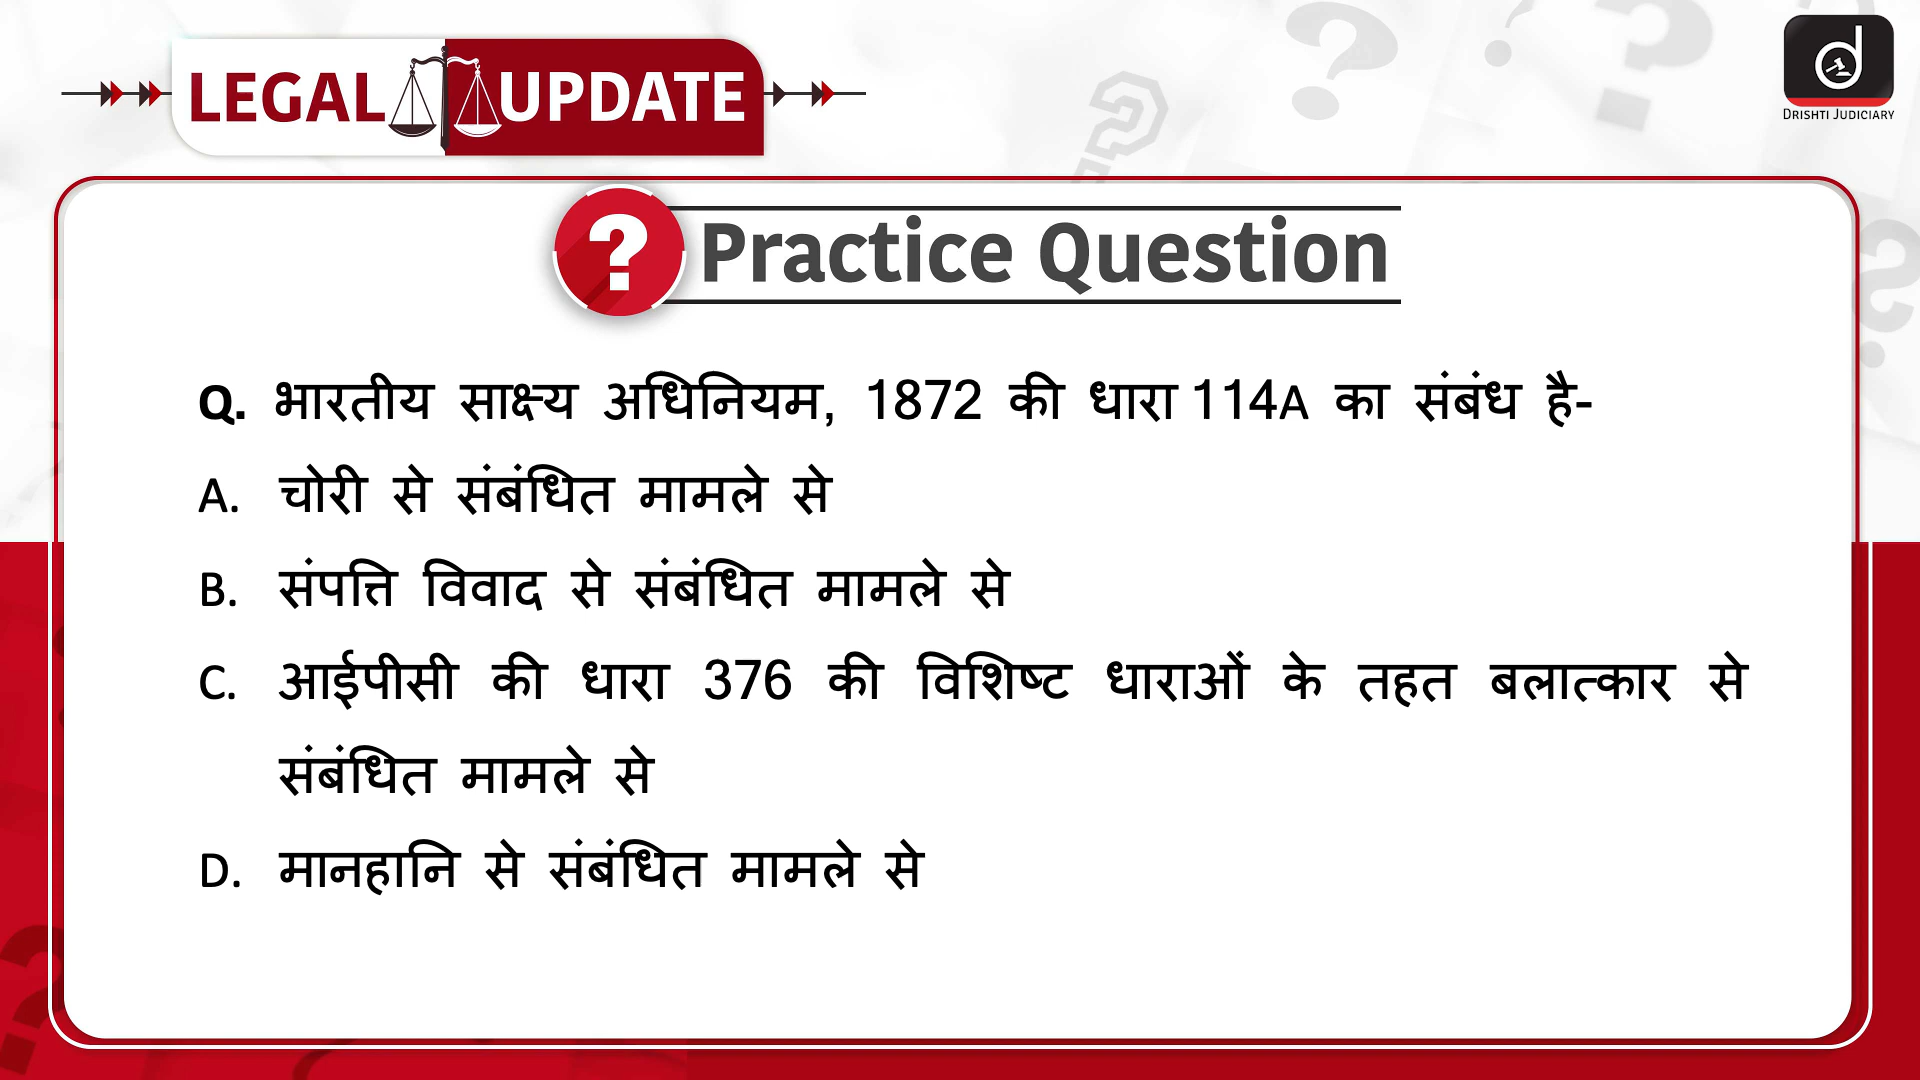 LEGAL UPDATE
DRISHTI JUDICIARY
? Practice Question
Q. भारतीय साक्ष्य अधिनियम, 1872 की धारा 114A का संबंध है-
A. चोरी से संबंधित मामले से
B. संपत्ति विवाद से संबंधित मामले से
C. आईपीसी की धारा 376 की विशिष्ट धाराओं के तहत बलात्कार से
संबंधित मामले से
D. मानहानि से संबंधित मामले से